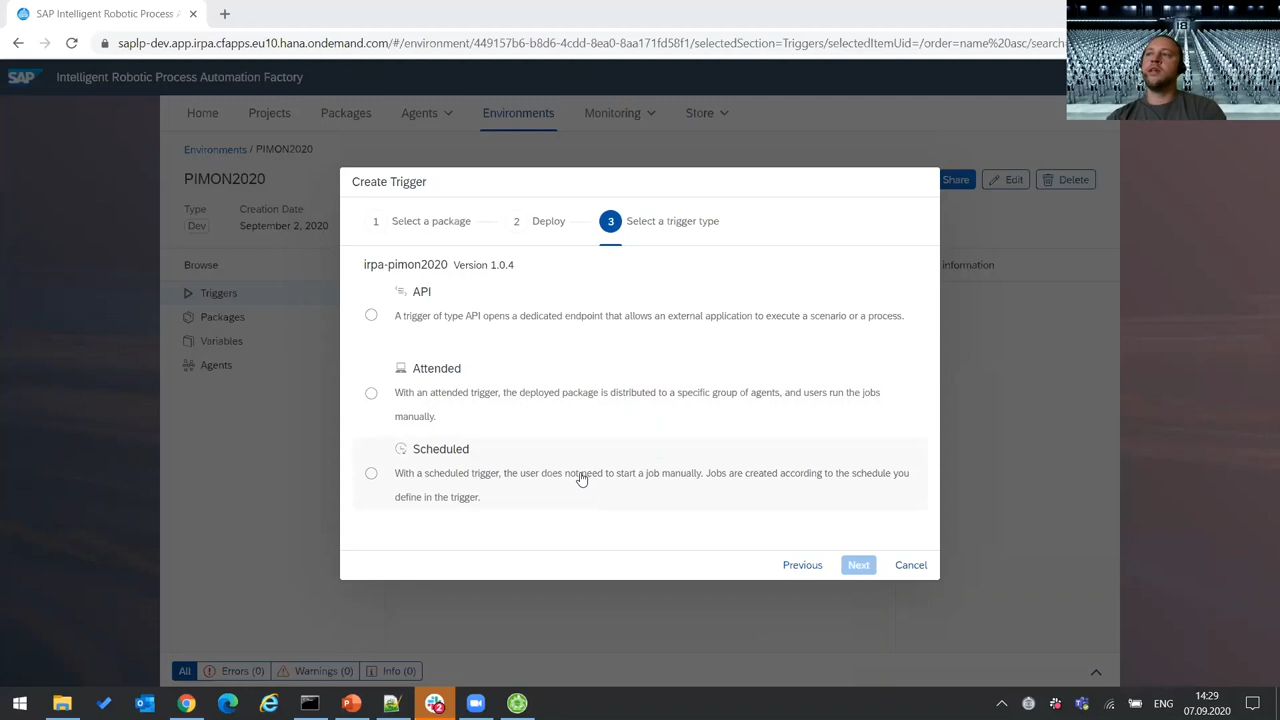 SAP Intelligent Robotic Process A
saplp-dev.app.irpa.cfapps.eu10.hana.ondemand.com/#/environment/449157b6-b8d6-4cdd-8ea0-8aa171fd58f1/selectedSection=Triggers/selectedItemUid=/order=name%20asc/search
SAP Intelligent Robotic Process Automation Factory
Home Projects Packages Agents Environments Monitoring Store
Environments / PIMON2020
PIMON2020
Share Edit Delete
Type Creation Date
Dev September 2, 2020
Browse
information
Triggers
Packages
Variables
Agents
Create Trigger
1 Select a package 2 Deploy 3 Select a trigger type
irpa-pimon2020 Version 1.0.4
API
A trigger of type API opens a dedicated endpoint that allows an external application to execute a scenario or a process.
Attended
With an attended trigger, the deployed package is distributed to a specific group of agents, and users run the jobs
manually.
Scheduled
With a scheduled trigger, the user does not need to start a job manually. Jobs are created according to the schedule you
define in the trigger.
Previous Next Cancel
All Errors (0) Warnings (0) Info (0)
ENG
14:29
07.09.2020